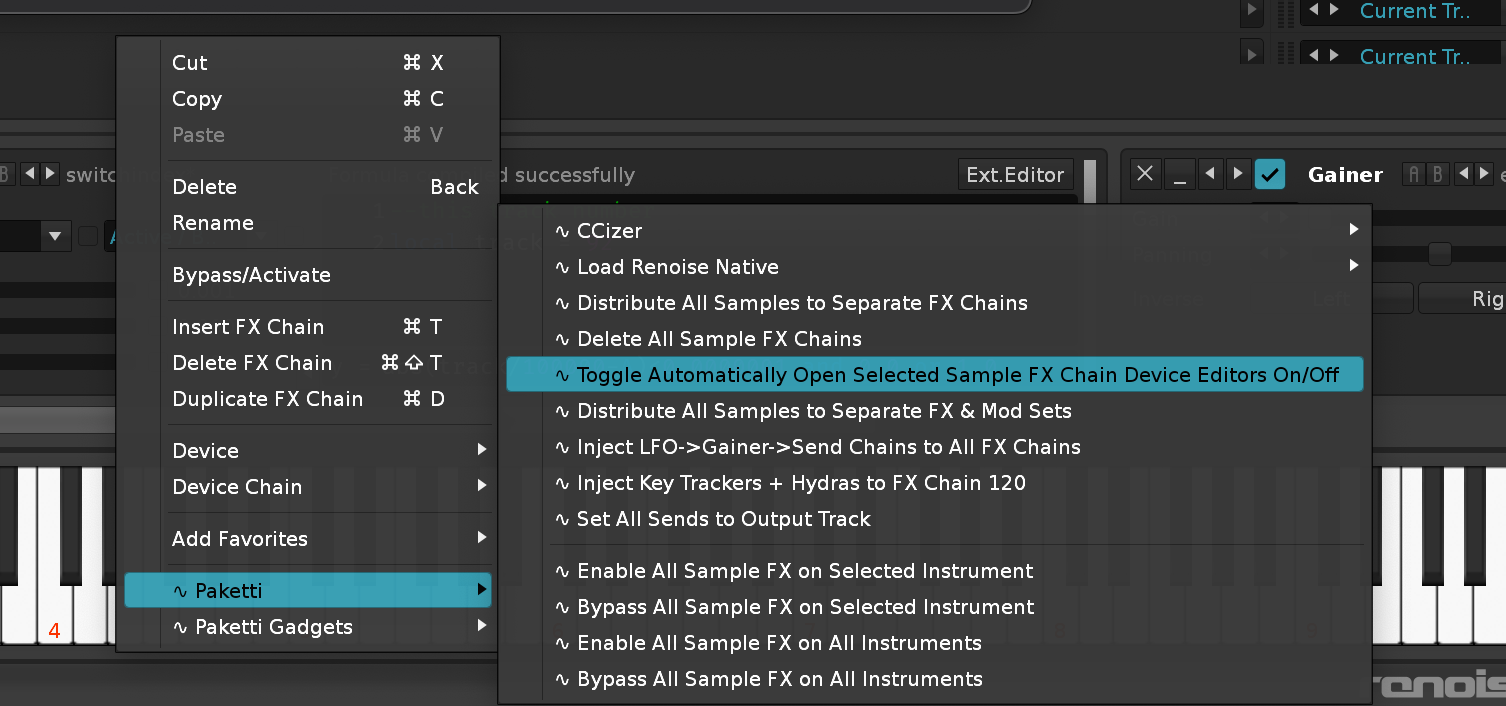 Current Tr..
Current Tr..
Cut ⌘ X
Copy ⌘ C
Paste ⌘ V
Delete Back
Rename
Bypass/Activate
Insert FX Chain ⌘ T
Delete FX Chain ⌘⇧T
Duplicate FX Chain ⌘ D
Device
Device Chain
Add Favorites
∿ Paketti
∿ Paketti Gadgets
B
successfully
Ext.Editor
Gainer
A B
∿ CCizer
∿ Load Renoise Native
∿ Distribute All Samples to Separate FX Chains
∿ Delete All Sample FX Chains
∿ Toggle Automatically Open Selected Sample FX Chain Device Editors On/Off
∿ Distribute All Samples to Separate FX & Mod Sets
∿ Inject LFO->Gainer->Send Chains to All FX Chains
∿ Inject Key Trackers + Hydras to FX Chain 120
∿ Set All Sends to Output Track
∿ Enable All Sample FX on Selected Instrument
∿ Bypass All Sample FX on Selected Instrument
∿ Enable All Sample FX on All Instruments
∿ Bypass All Sample FX on All Instruments
Left
Rig
4